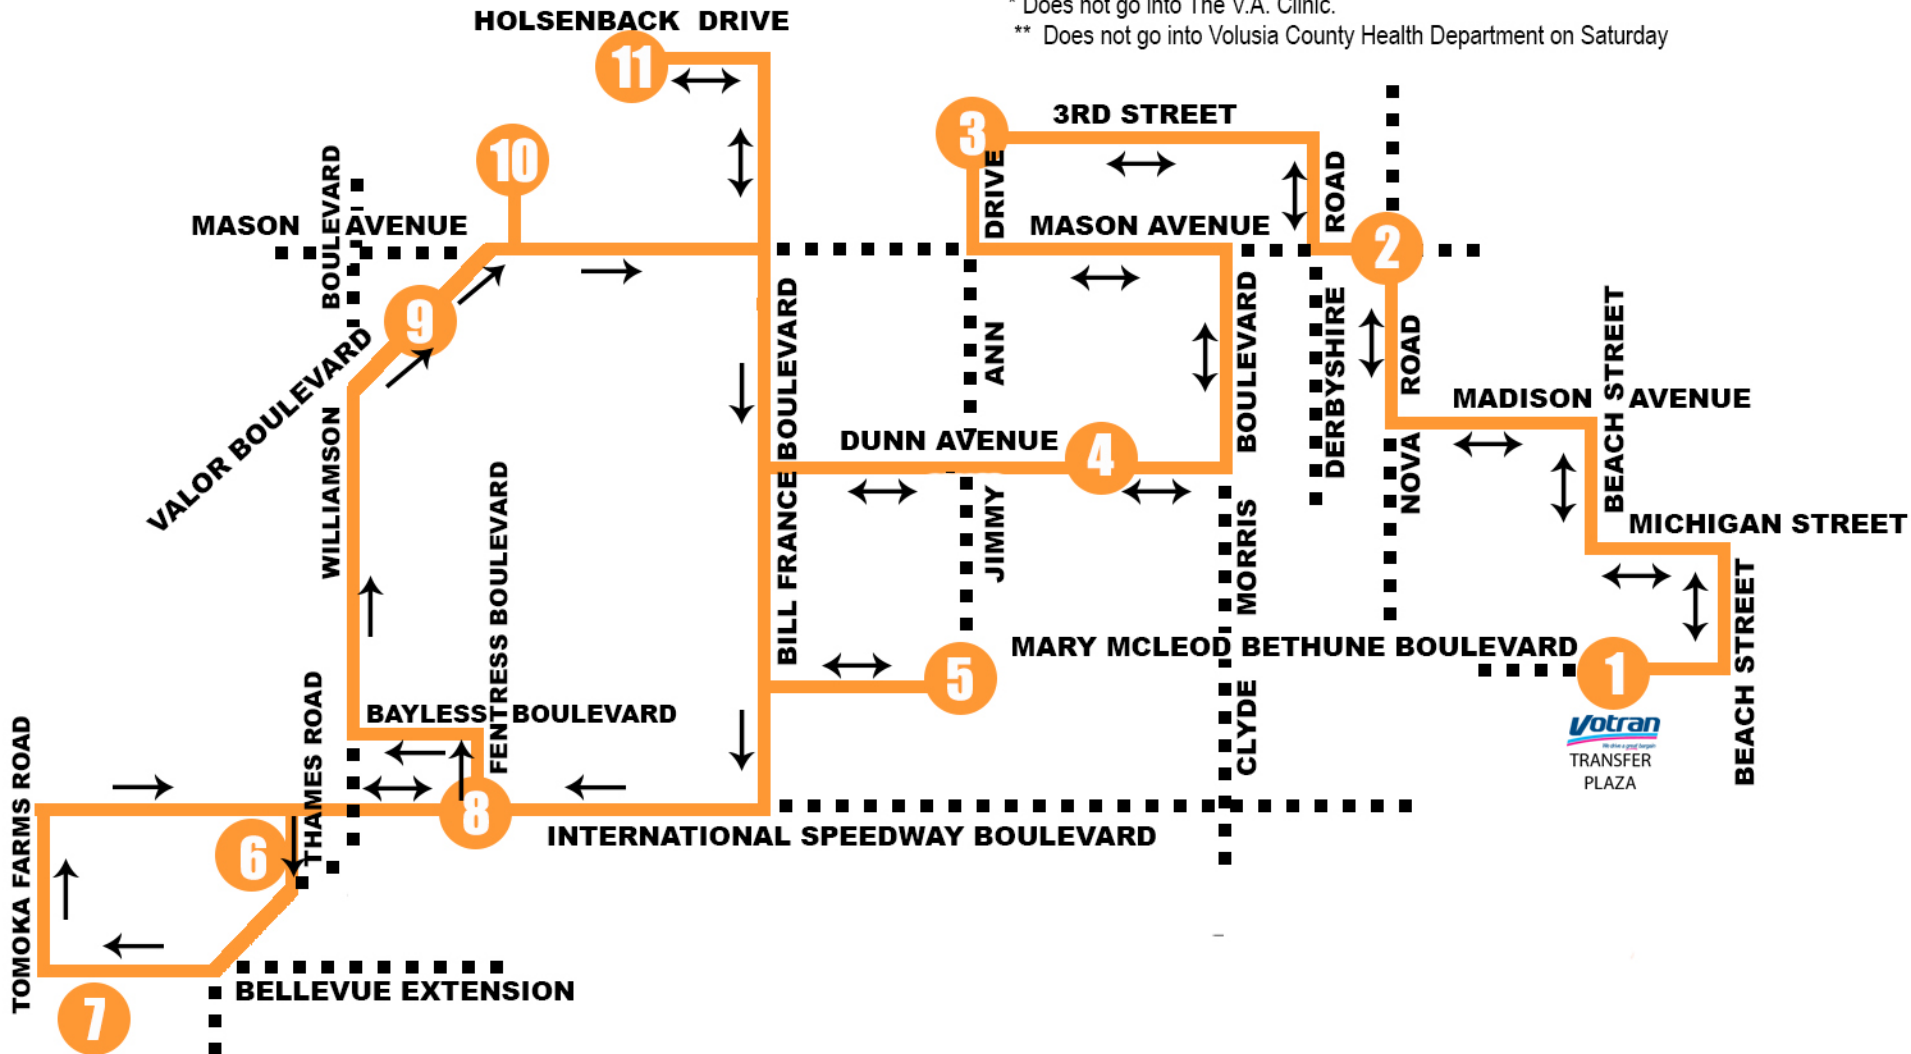 * Does not go into The V.A. Clinic.
** Does not go into Volusia County Health Department on Saturday
HOLSENBACK DRIVE
11
3
3RD STREET
10
BOULEVARD
DRIVE
ROAD
MASON AVENUE
MASON AVENUE
2
9
VALOR BOULEVARD
BILL FRANCE BOULEVARD
JIMMY ANN
CLYDE MORRIS BOULEVARD
DERBYSHIRE
NOVA ROAD
BEACH STREET
MADISON AVENUE
WILLIAMSON
DUNN AVENUE
4
FENTRESS BOULEVARD
MICHIGAN STREET
MARY MCLEOD BETHUNE BOULEVARD
5
1
BEACH STREET
Votran
TRANSFER
PLAZA
BAYLESS BOULEVARD
THAMES ROAD
TOMOKA FARMS ROAD
8
6
INTERNATIONAL SPEEDWAY BOULEVARD
BELLEVUE EXTENSION
7